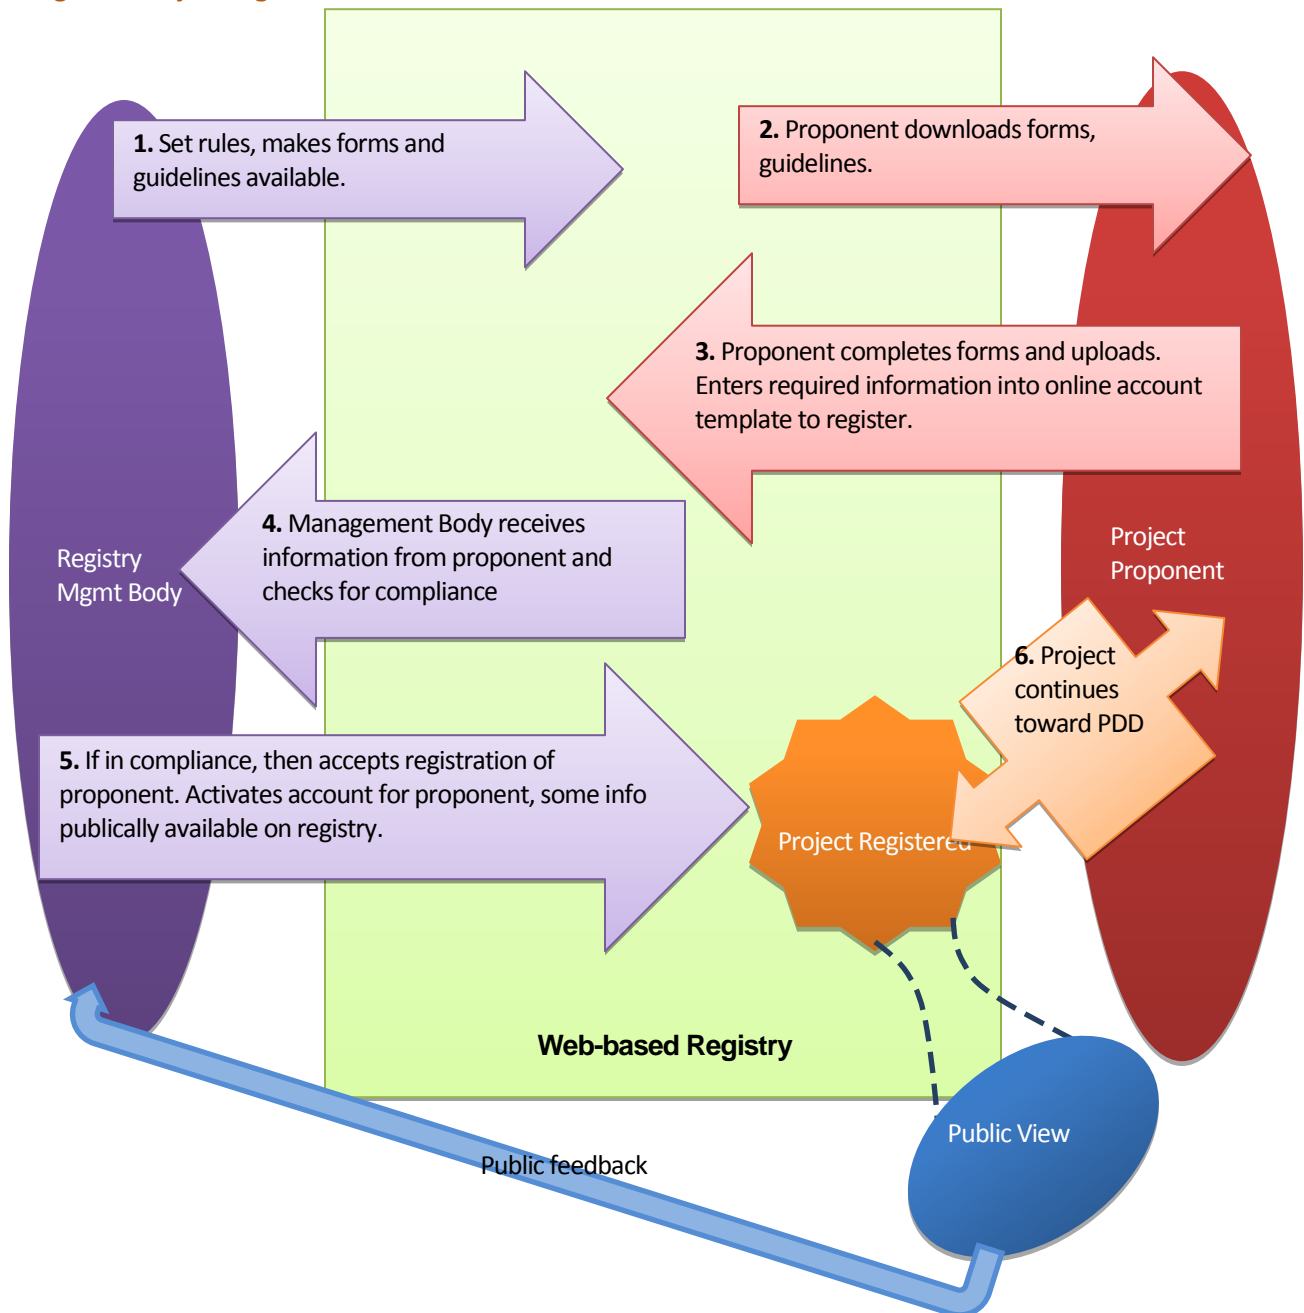 1. Set rules, makes forms and
guidelines available.
2. Proponent downloads forms,
guidelines.
3. Proponent completes forms and uploads.
Enters required information into online account
template to register.
4. Management Body receives
information from proponent and
checks for compliance
Registry
Mgmt Body
Project
Proponent
6. Project
continues
toward PDD
5. If in compliance, then accepts registration of
proponent. Activates account for proponent, some info
publically available on registry.
Project Registered
Web-based Registry
Public View
Public feedback